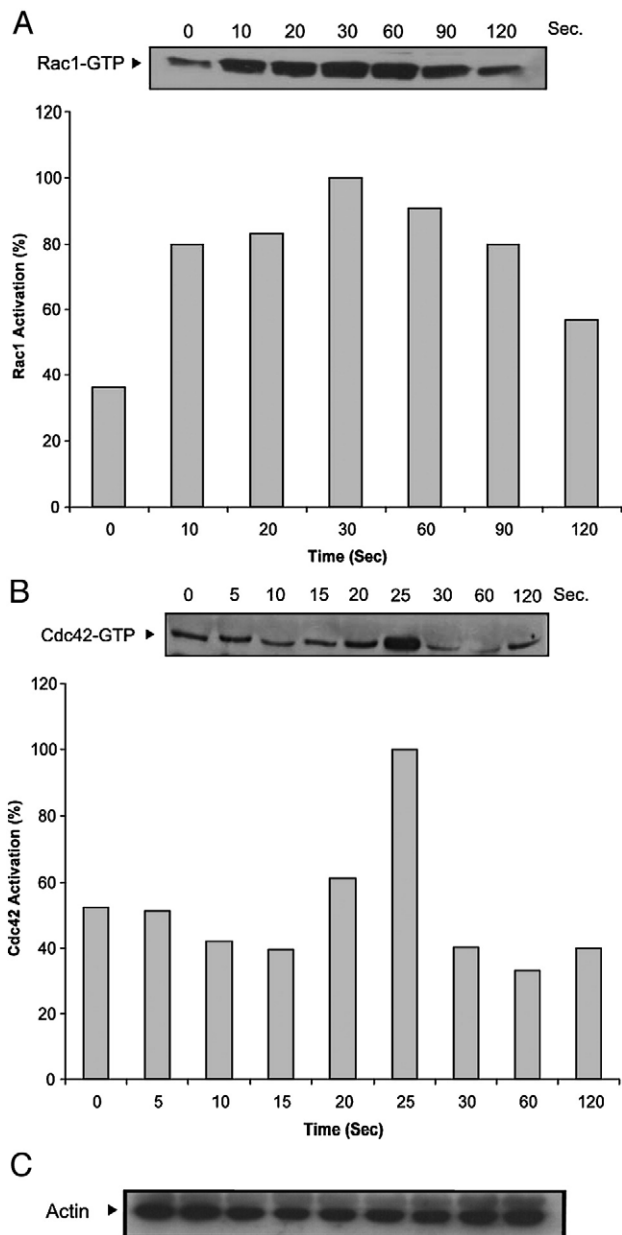 A
0 10 20 30 60 90 120 Sec.
Rac1-GTP
120
100
80
60
40
20
0
Rac1 Activation (%)
0 10 20 30 60 90 120
Time (Sec)
B
0 5 10 15 20 25 30 60 120 Sec.
Cdc42-GTP
120
100
80
60
40
20
0
Cdc42 Activation (%)
0 5 10 15 20 25 30 60 120
Time (Sec)
C
Actin